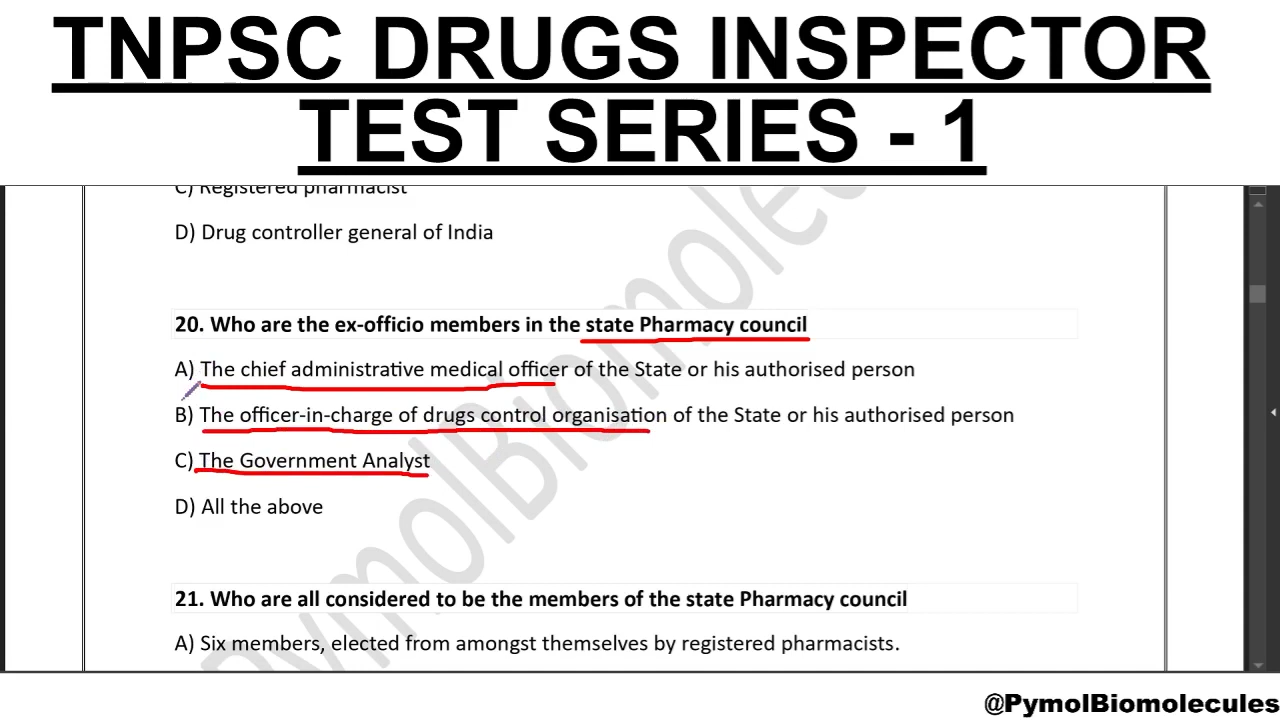 TNPSC DRUGS INSPECTOR
TEST SERIES - 1
C) Registered pharmacist
D) Drug controller general of India
20. Who are the ex-officio members in the state Pharmacy council
A) The chief administrative medical officer of the State or his authorised person
B) The officer-in-charge of drugs control organisation of the State or his authorised person
C) The Government Analyst
D) All the above
21. Who are all considered to be the members of the state Pharmacy council
A) Six members, elected from amongst themselves by registered pharmacists.
PymolBiomolec
@PymolBiomolecules